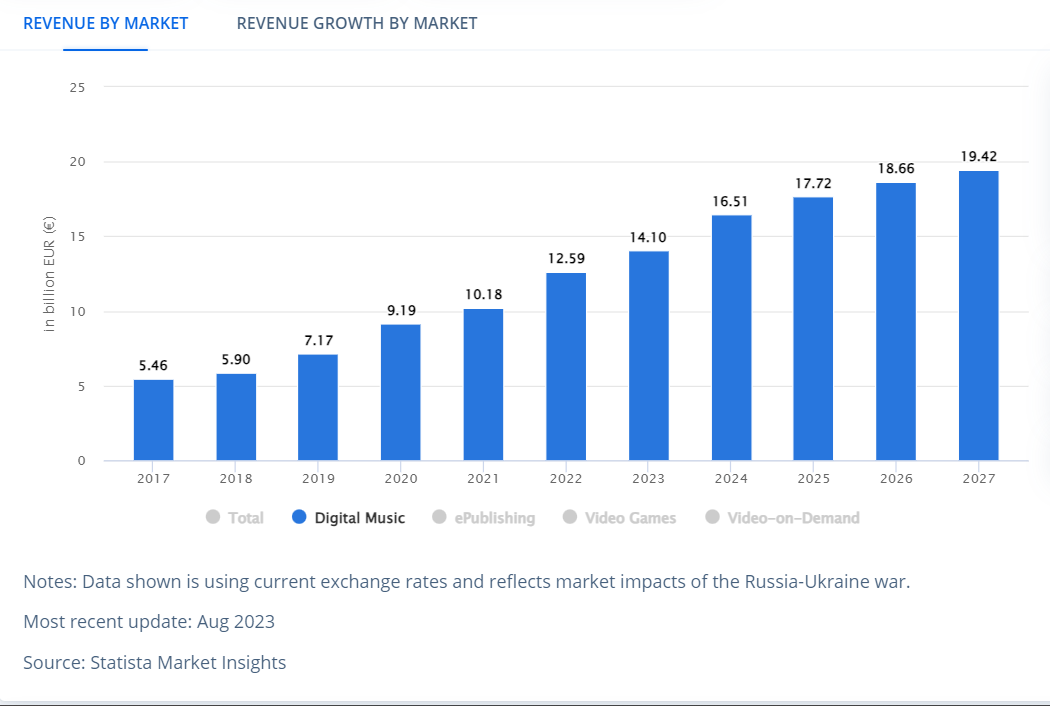 REVENUE BY MARKET REVENUE GROWTH BY MARKET
in billion EUR (€)
25
20
15
10
5
0
5.46 5.90 7.17 9.19 10.18 12.59 14.10 16.51 17.72 18.66 19.42
2017 2018 2019 2020 2021 2022 2023 2024 2025 2026 2027
Total Digital Music ePublishing Video Games Video-on-Demand
Notes: Data shown is using current exchange rates and reflects market impacts of the Russia-Ukraine war.
Most recent update: Aug 2023
Source: Statista Market Insights